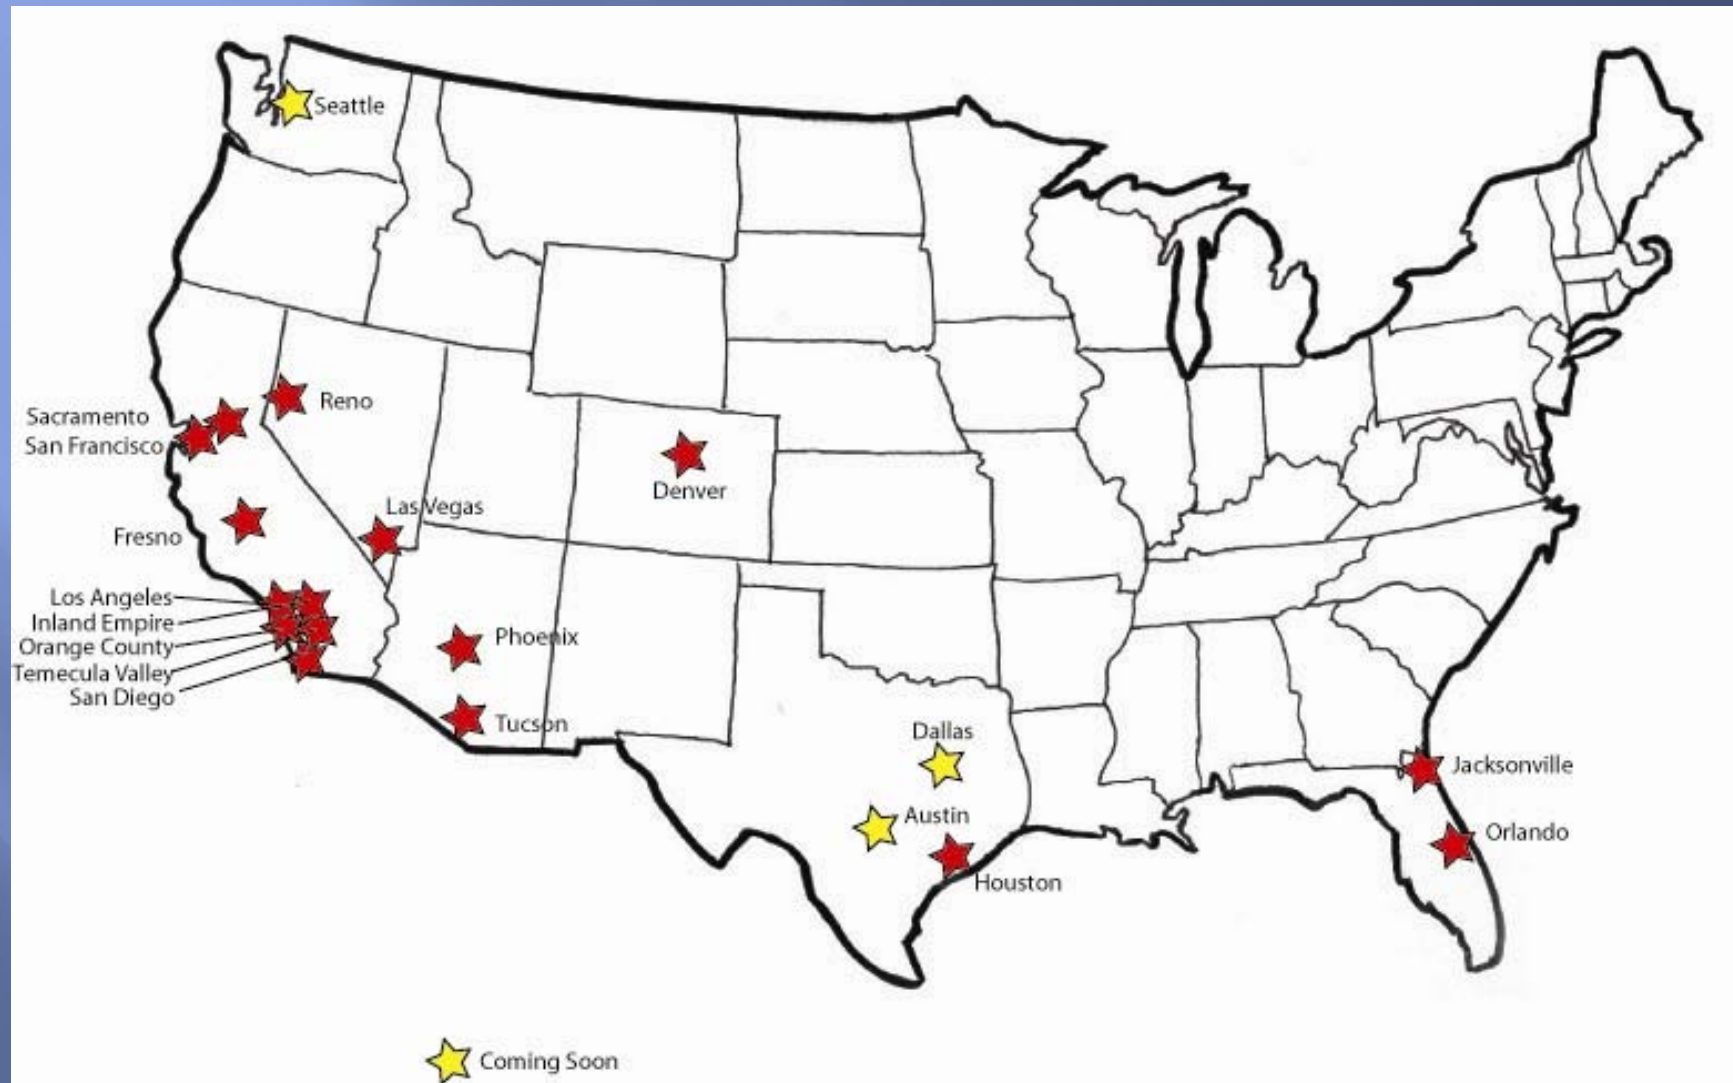 Seattle
Reno
Sacramento
San Francisco
Denver
Las Vegas
Fresno
Los Angeles
Inland Empire
Orange County
Temecula Valley
San Diego
Phoenix
Tucson
Dallas
Austin
Houston
Jacksonville
Orlando
Coming Soon